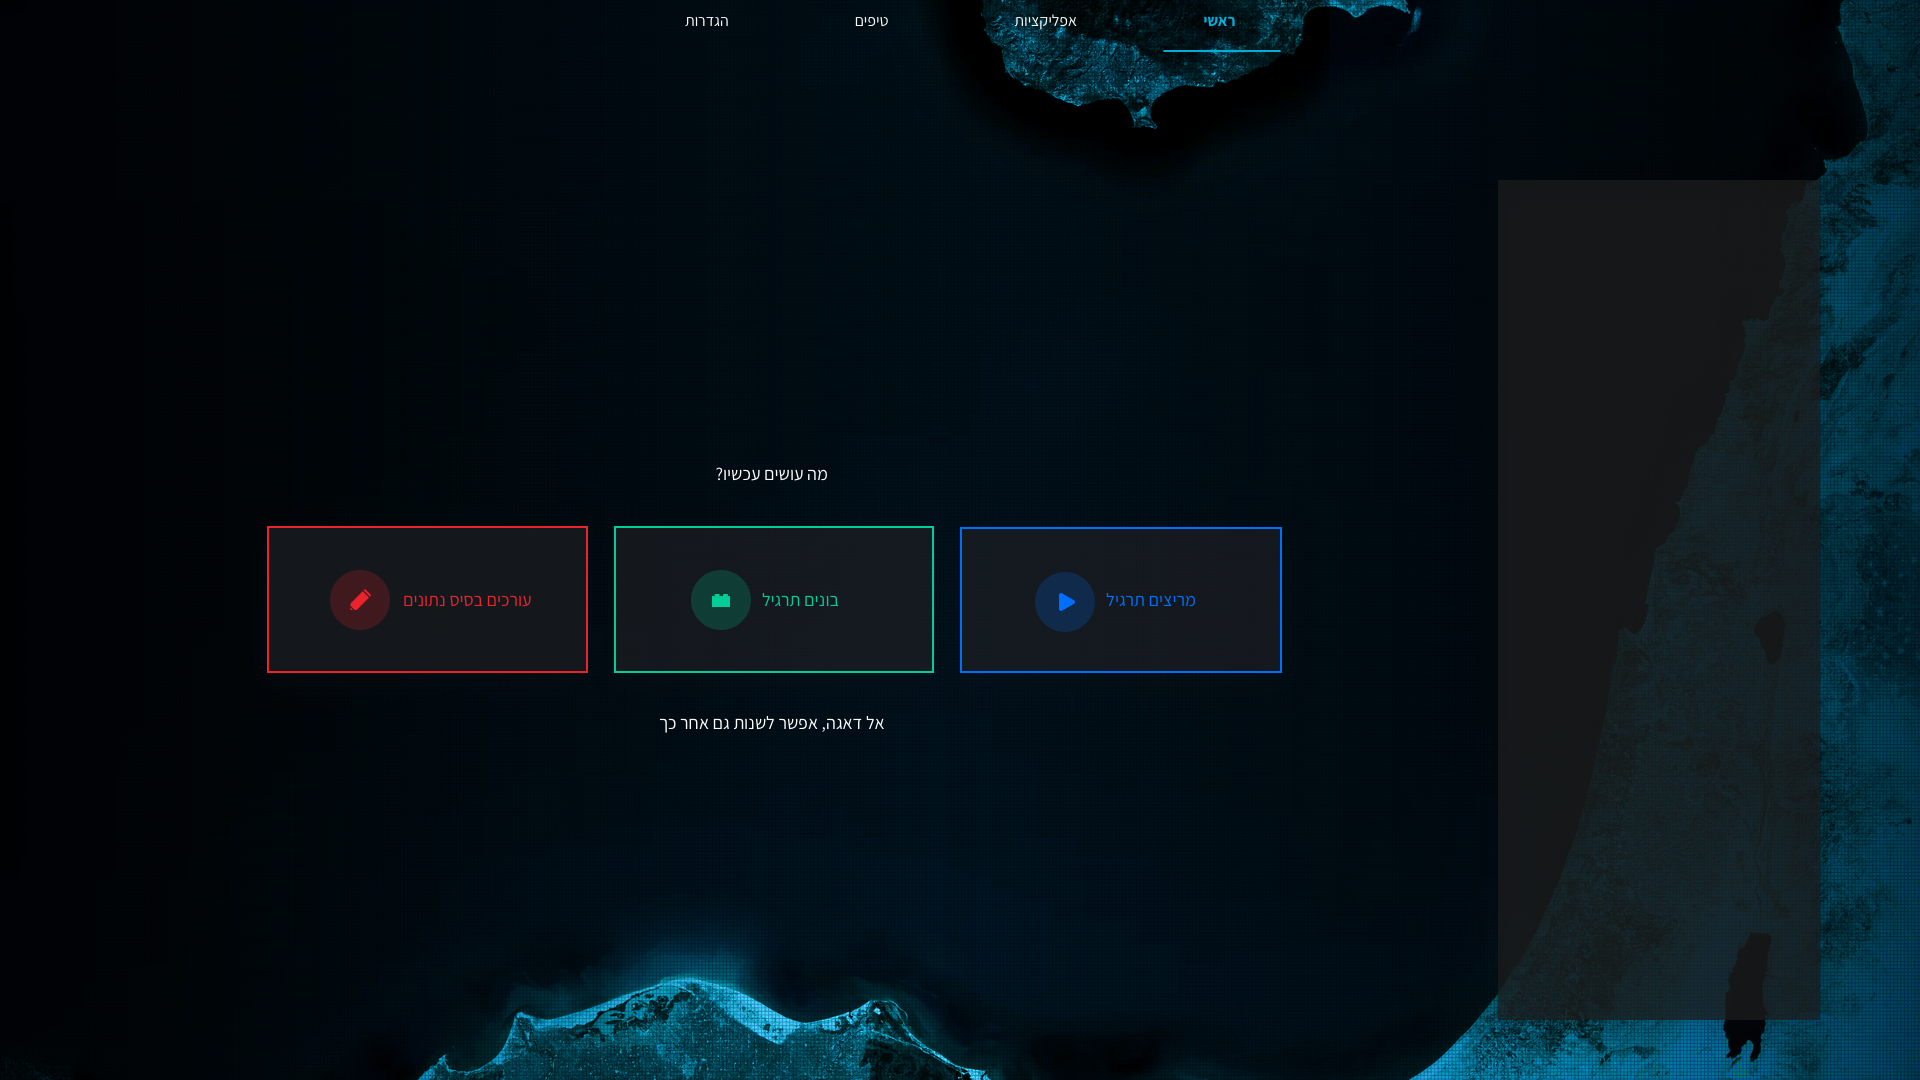 ראשי
אפליקציות
טיפים
הגדרות
מה עושים עכשיו?
מריצים תרגיל
בונים תרגיל
עורכים בסיס נתונים
אל דאגה, אפשר לשנות גם אחר כך